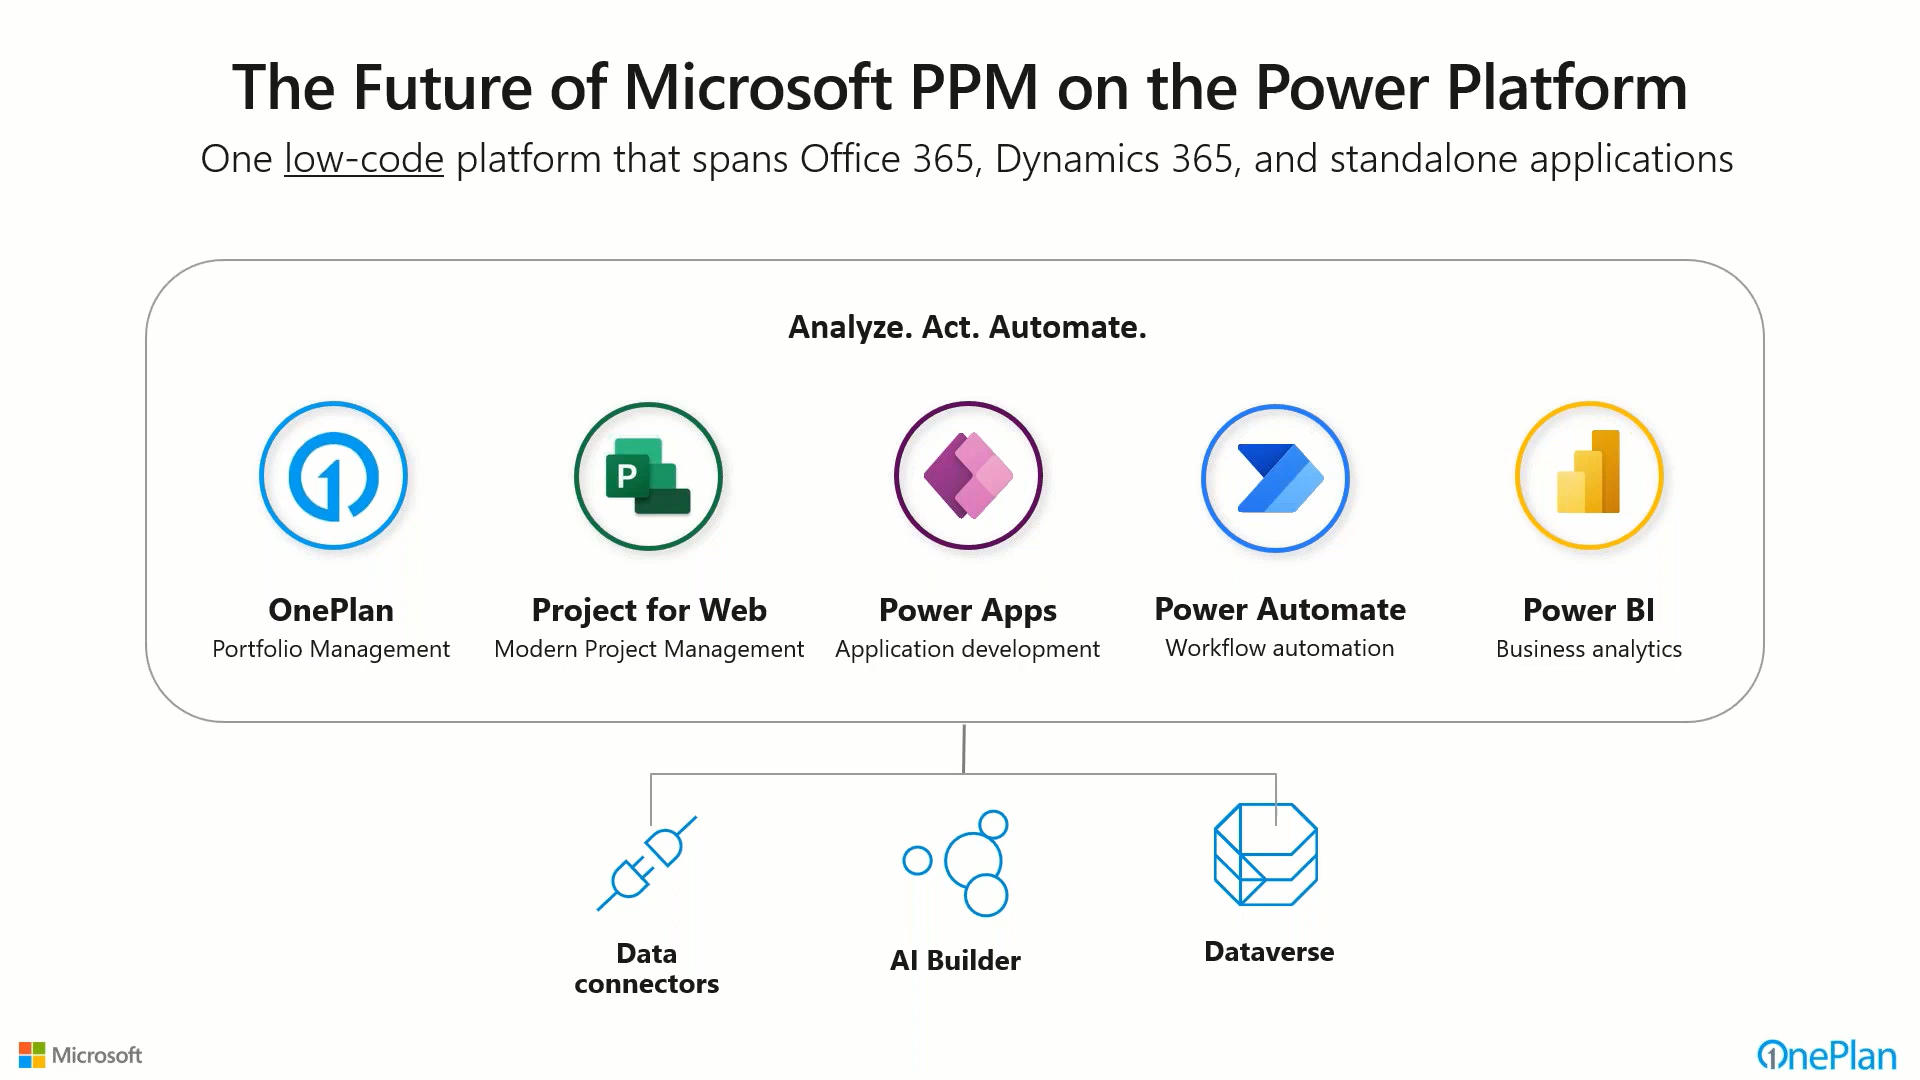 The Future of Microsoft PPM on the Power Platform
One low-code platform that spans Office 365, Dynamics 365, and standalone applications
Analyze. Act. Automate.
P
OnePlan
Portfolio Management
Project for Web
Modern Project Management
Power Apps
Application development
Power Automate
Workflow automation
Power BI
Business analytics
Data
connectors
AI Builder
Dataverse
Microsoft
OnePlan